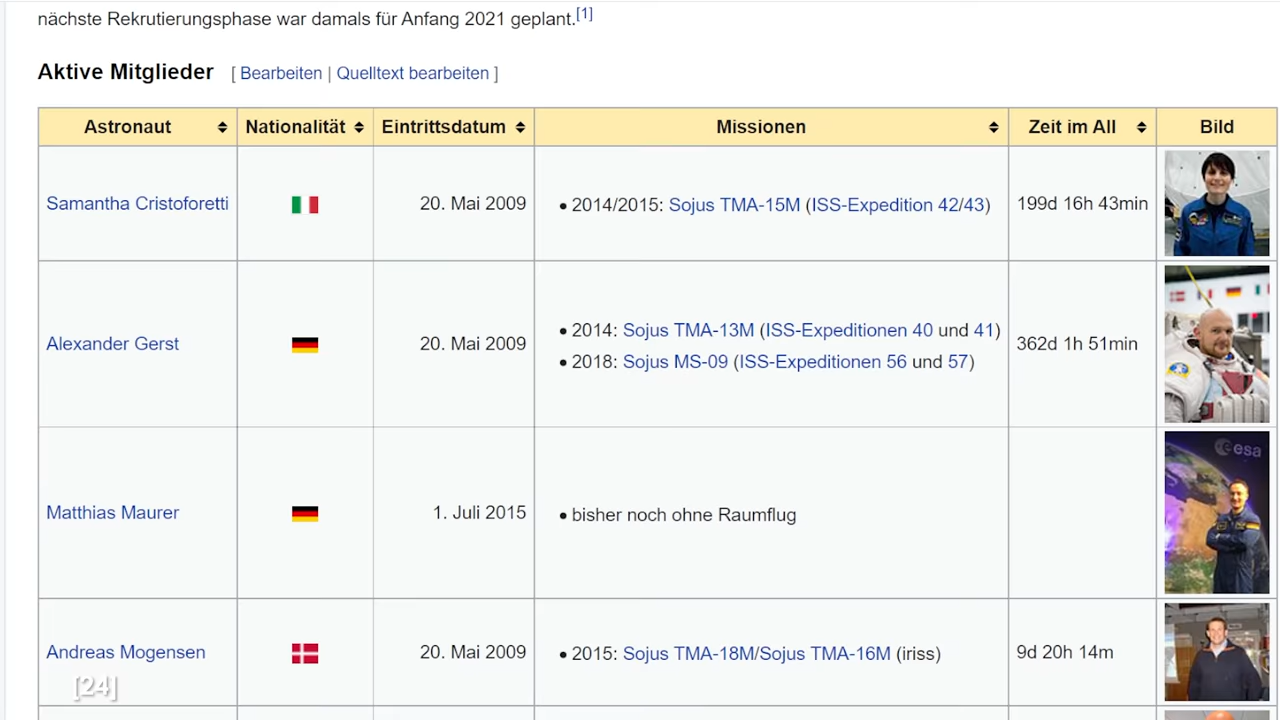 nächste Rekrutierungsphase war damals für Anfang 2021 geplant.[1]
Aktive Mitglieder [ Bearbeiten | Quelltext bearbeiten ]
Astronaut Nationalität Eintrittsdatum Missionen Zeit im All Bild
Samantha Cristoforetti 20. Mai 2009 • 2014/2015: Sojus TMA-15M (ISS-Expedition 42/43) 199d 16h 43min
Alexander Gerst 20. Mai 2009 • 2014: Sojus TMA-13M (ISS-Expeditionen 40 und 41) 362d 1h 51min
• 2018: Sojus MS-09 (ISS-Expeditionen 56 und 57)
esa
Matthias Maurer 1. Juli 2015 • bisher noch ohne Raumflug
Andreas Mogensen 20. Mai 2009 • 2015: Sojus TMA-18M/Sojus TMA-16M (iriss) 9d 20h 14m
[24]